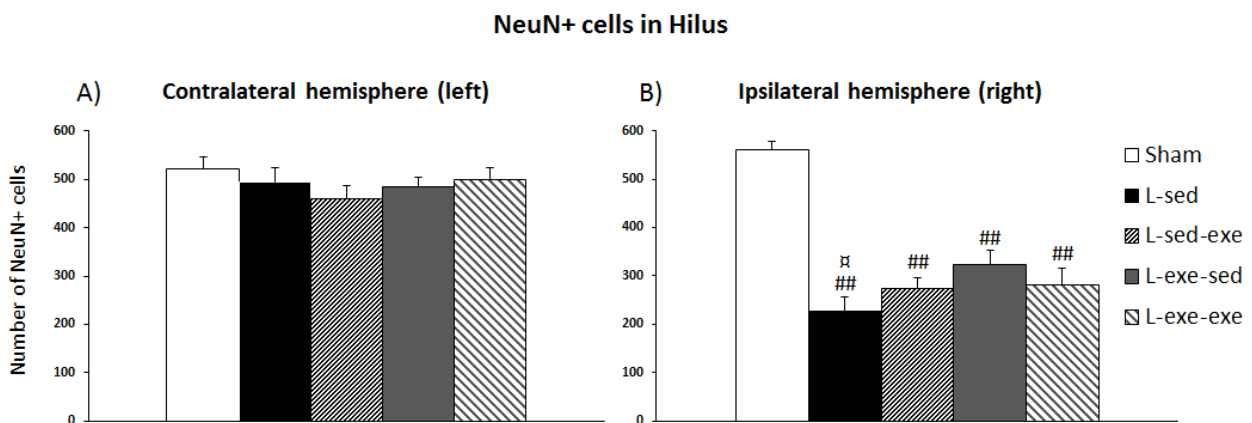 NeuN+ cells in Hilus
A) Contralateral hemisphere (left)
Number of NeuN+ cells
600
500
400
300
200
100
0
B) Ipsilateral hemisphere (right)
600
500
400
300
200
100
0
¤
##
##
##
##
Sham
L-sed
L-sed-exe
L-exe-sed
L-exe-exe